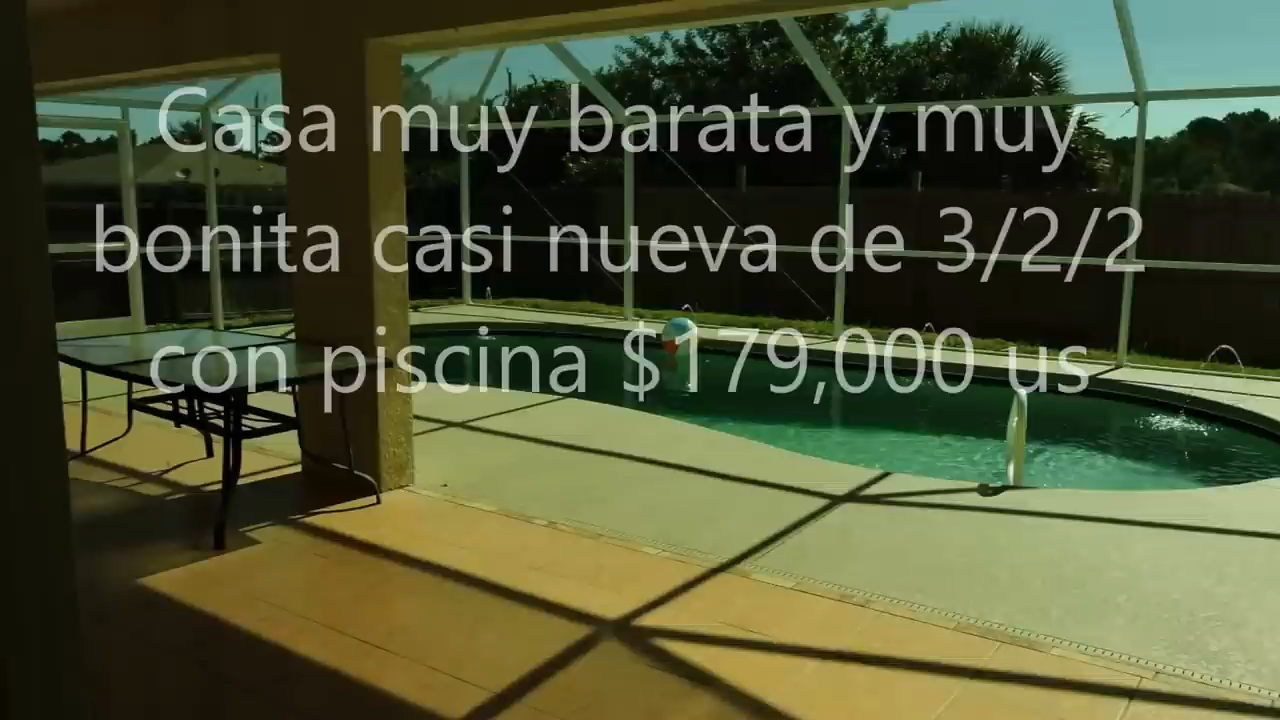 Casa muy barata y muy
bonita casi nueva de 3/2/2
con piscina $179,000 us